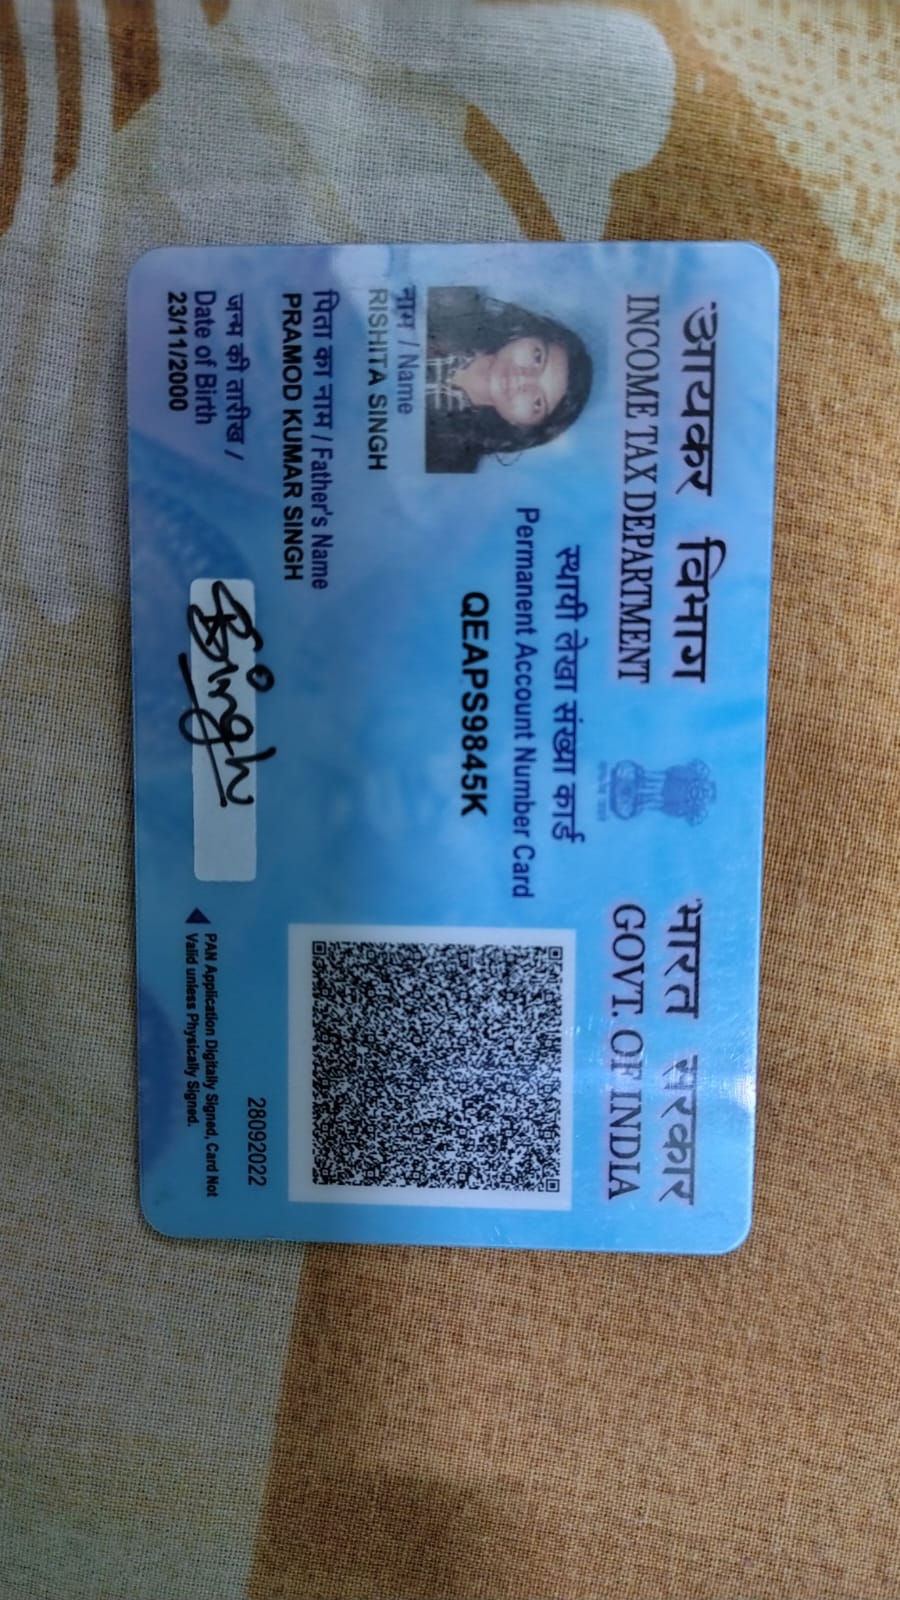 आयकर विभाग
INCOME TAX DEPARTMENT
भारत सरकार
GOVT. OF INDIA
स्थायी लेखा संख्या कार्ड
Permanent Account Number Card
QEAPS9845K
नाम / Name
RISHITA SINGH
पिता का नाम / Father's Name
PRAMOD KUMAR SINGH
जन्म की तारीख /
Date of Birth
23/11/2000
Singh
28092022
PAN Application Digitally Signed, Card Not
Valid unless Physically Signed.